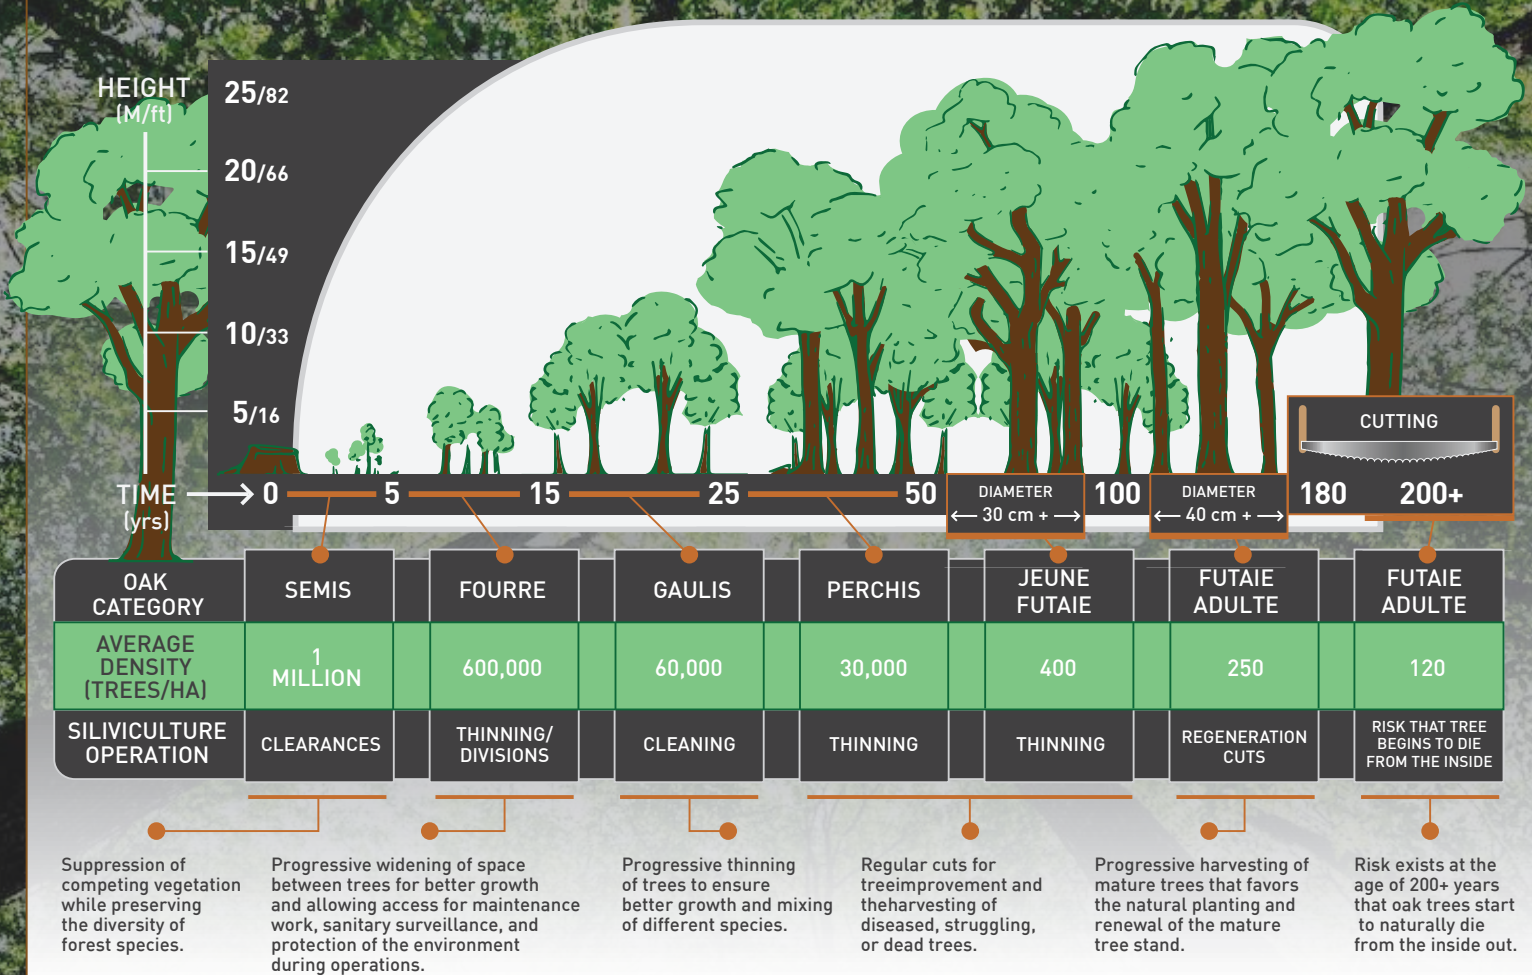 HEIGHT
(M/ft)
25/82
20/66
15/49
10/33
5/16
CUTTING
TIME
(yrs)
0
5
15
25
50
DIAMETER
30 cm +
100
DIAMETER
40 cm +
180
200+
OAK
CATEGORY
SEMIS
FOURRE
GAULIS
PERCHIS
JEUNE
FUTAIE
FUTAIE
ADULTE
FUTAIE
ADULTE
AVERAGE
DENSITY
(TREES/HA)
1
MILLION
600,000
60,000
30,000
400
250
120
SILIVICULTURE
OPERATION
CLEARANCES
THINNING/
DIVISIONS
CLEANING
THINNING
THINNING
REGENERATION
CUTS
RISK THAT TREE
BEGINS TO DIE
FROM THE INSIDE
Suppression of
competing vegetation
while preserving
the diversity of
forest species.
Progressive widening of space
between trees for better growth
and allowing access for maintenance
work, sanitary surveillance, and
protection of the environment
during operations.
Progressive thinning
of trees to ensure
better growth and mixing
of different species.
Regular cuts for
treeimprovement and
theharvesting of
diseased, struggling,
or dead trees.
Progressive harvesting of
mature trees that favors
the natural planting and
renewal of the mature
tree stand.
Risk exists at the
age of 200+ years
that oak trees start
to naturally die
from the inside out.